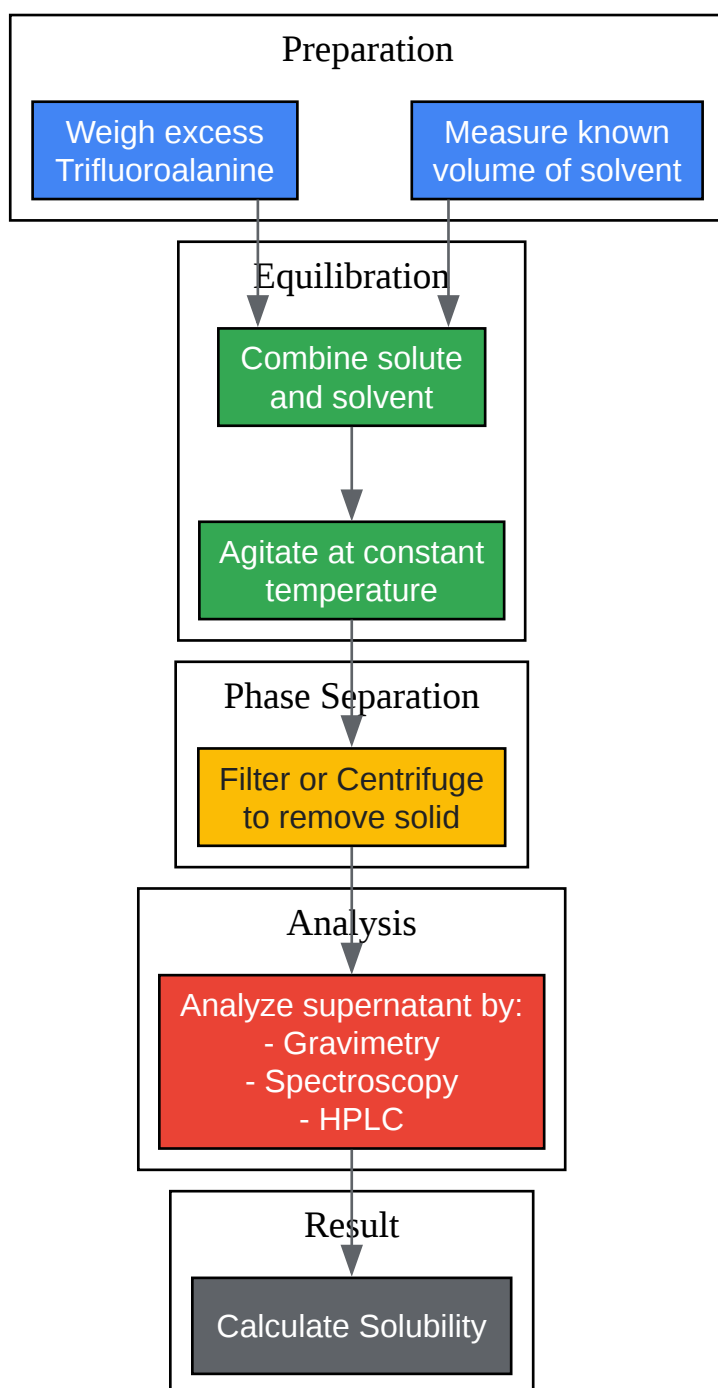 Preparation
Weigh excess
Trifluoroalanine
Measure known
volume of solvent
Equilibration
Combine solute
and solvent
Agitate at constant
temperature
Phase Separation
Filter or Centrifuge
to remove solid
Analysis
Analyze supernatant by:
- Gravimetry
- Spectroscopy
- HPLC
Result
Calculate Solubility